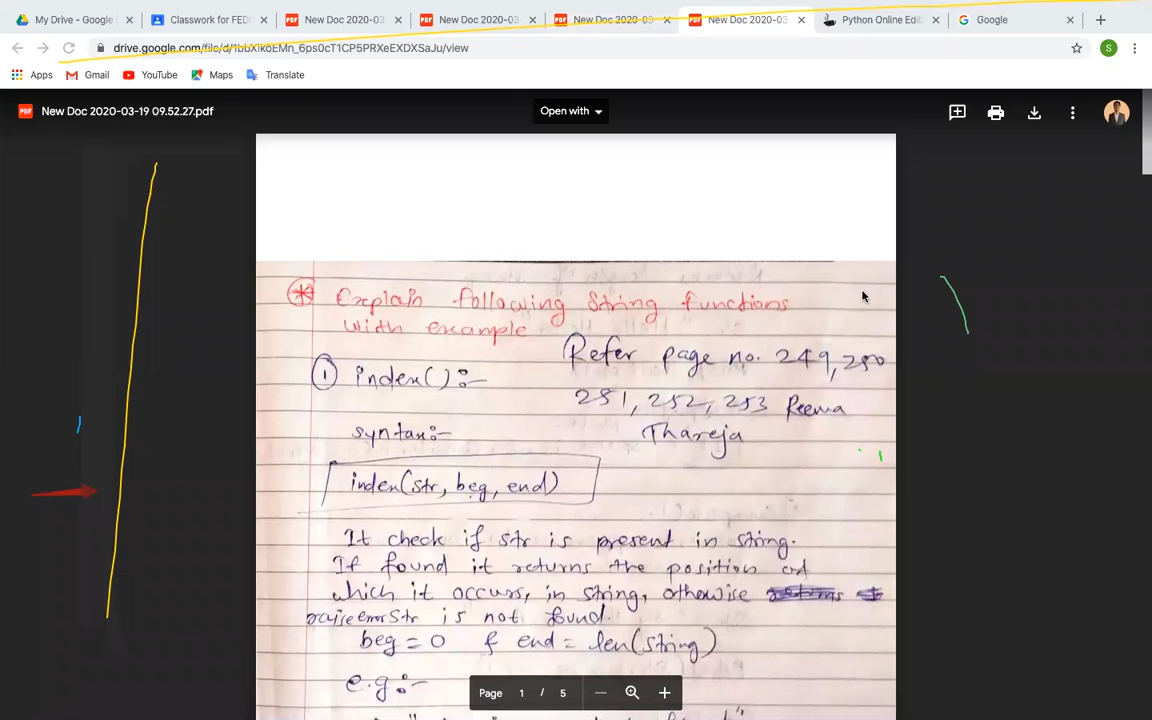 My Drive - Google
Classwork for FED
New Doc 2020-03
New Doc 2020-03
New Doc 2020-03
New Doc 2020-03
Python Online Edit
Google
drive.google.com/file/d/1bbXikoEMn_6ps0cT1CP5PRXeEXDXSaJu/view
S
Apps
Gmail
YouTube
Maps
Translate
PDF New Doc 2020-03-19 09.52.27.pdf
Open with
Explain following String functions
with example
Refer page no. 249, 250
① index() :-
251, 252, 253 Reema
Thareja
syntax:-
index(str, beg, end)
It check if str is present in string.
If found it returns the position at
which it occurs, in string, otherwise
raise error Str is not found.
beg = 0 & end = len(string)
e.g:-
Page 1 / 5